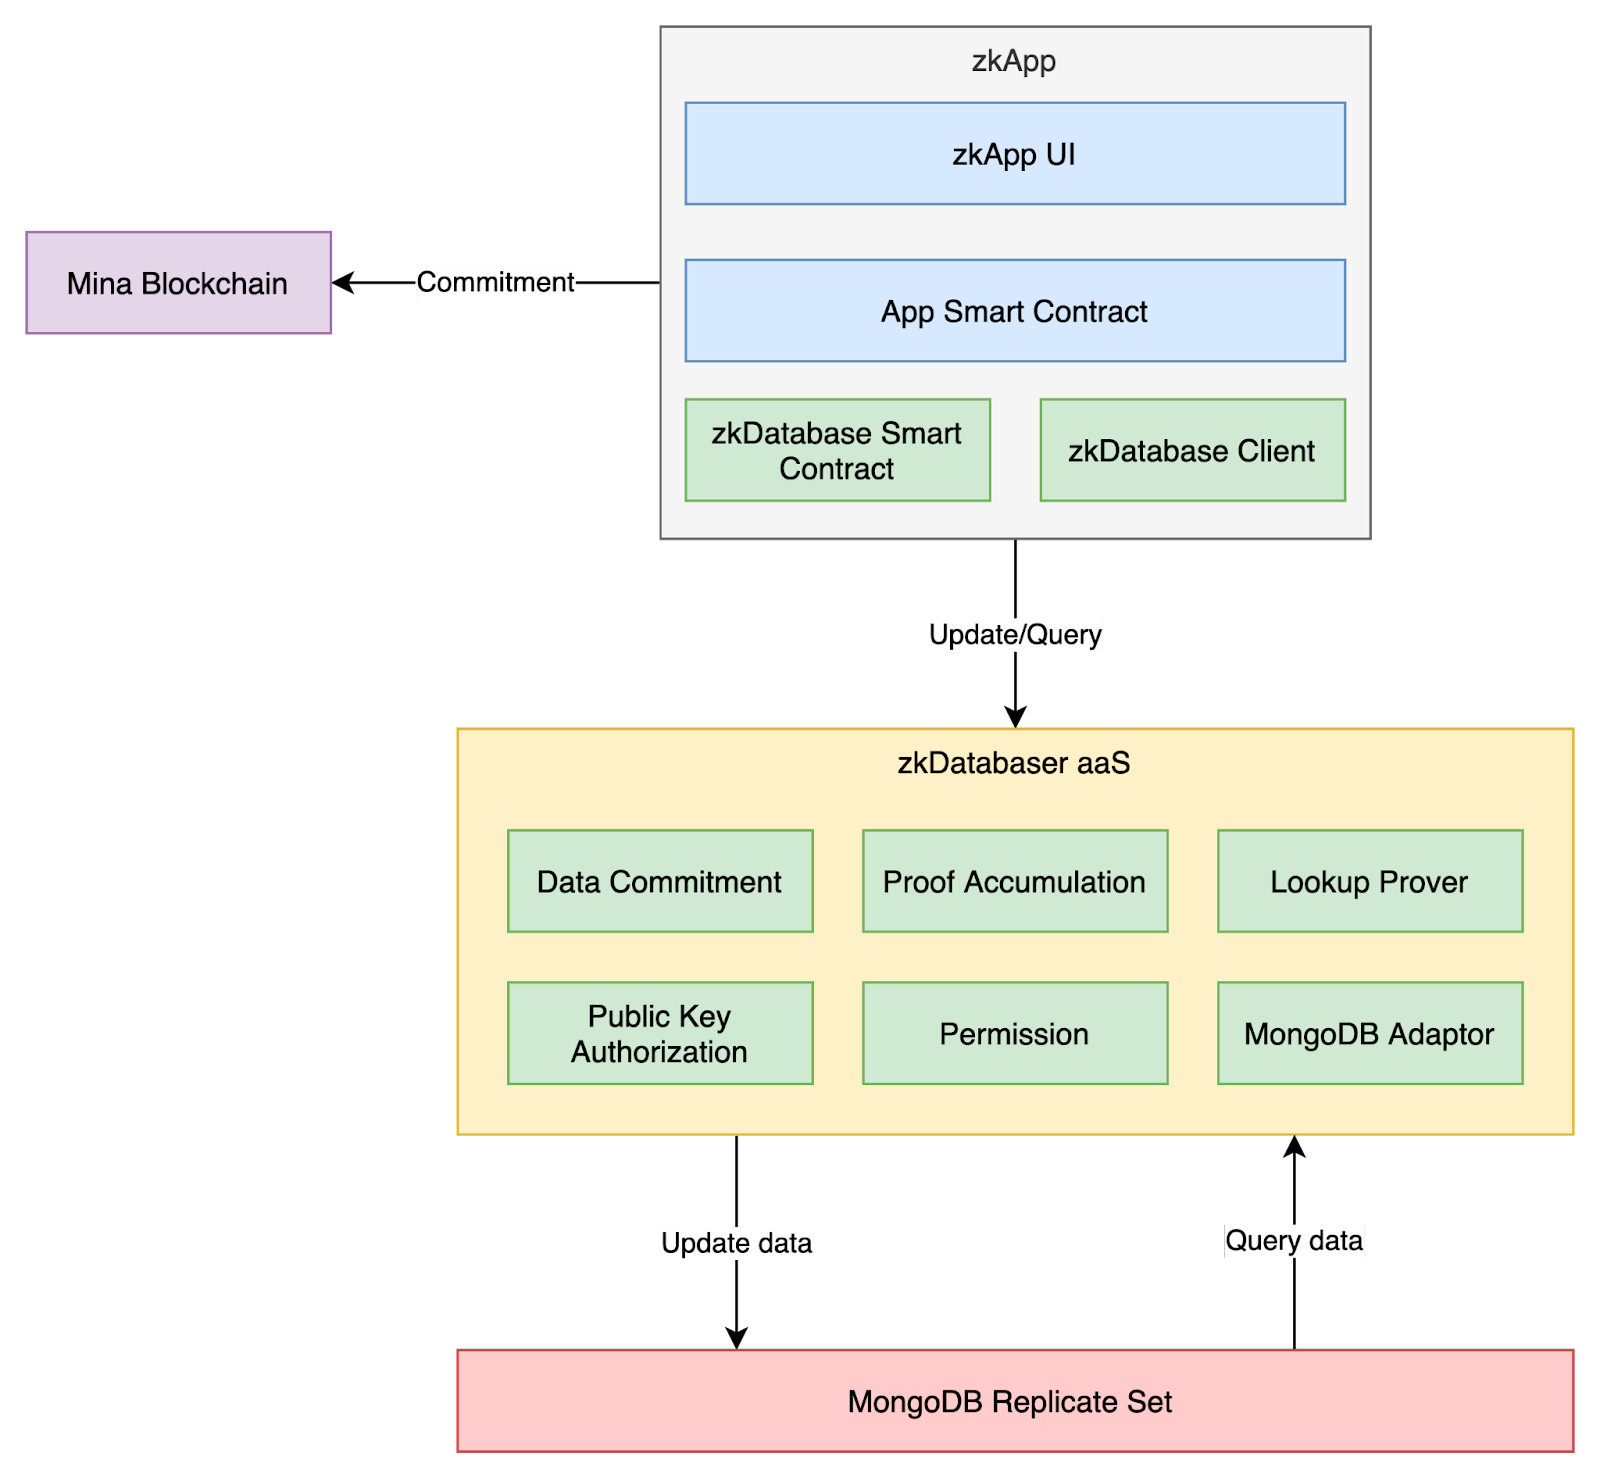 zkApp
zkApp UI
Mina Blockchain
Commitment
App Smart Contract
zkDatabase Smart
Contract
zkDatabase Client
Update/Query
zkDatabaser aaS
Data Commitment
Proof Accumulation
Lookup Prover
Public Key
Authorization
Permission
MongoDB Adaptor
Update data
Query data
MongoDB Replicate Set